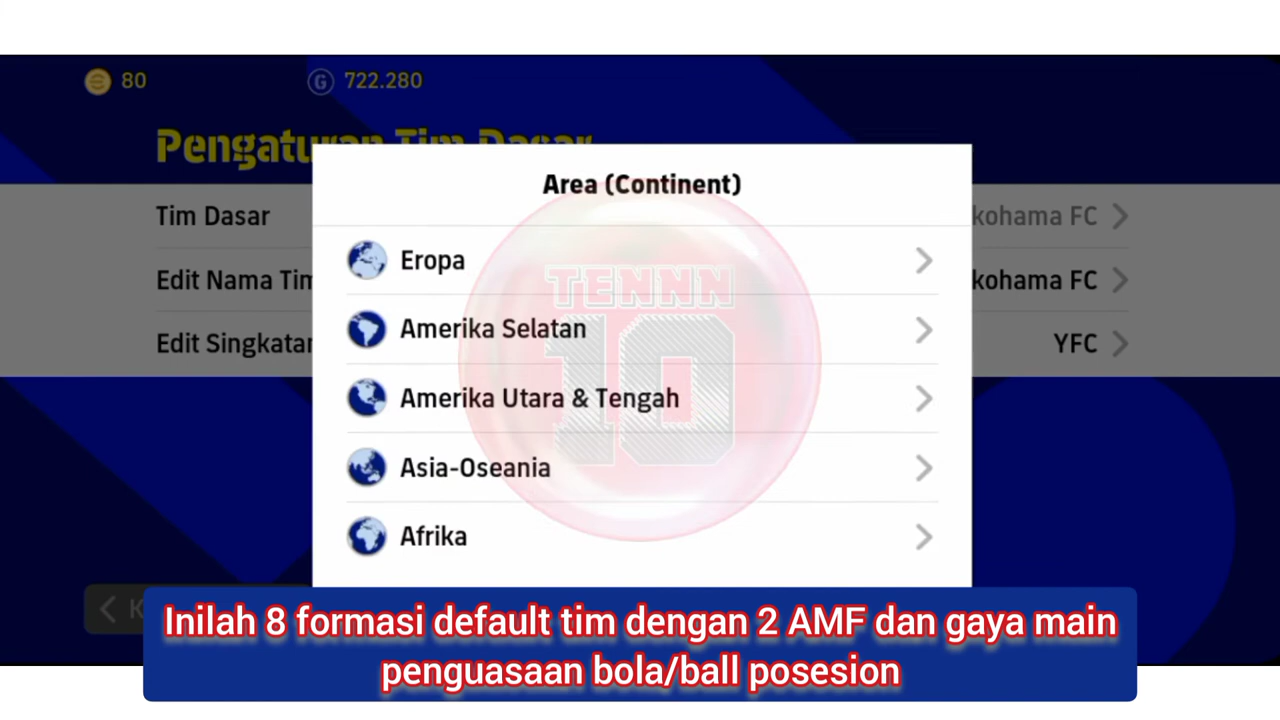 80
G 722.280
Pengaturan Tim Dasar
Area (Continent)
Tim Dasar
kohama FC
Eropa
Edit Nama Tim
kohama FC
Amerika Selatan
Edit Singkatan
YFC
Amerika Utara & Tengah
Asia-Oseania
Afrika
TENNN
10
K
Inilah 8 formasi default tim dengan 2 AMF dan gaya main
penguasaan bola/ball posesion